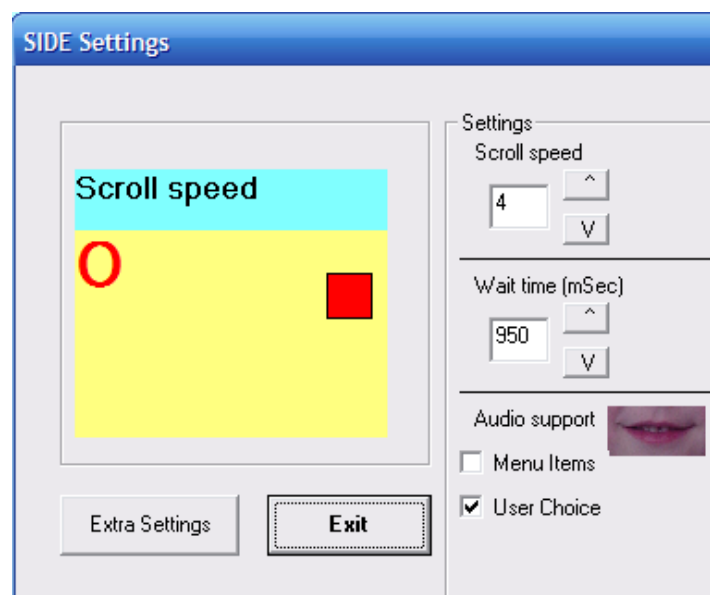 SIDE Settings
Scroll speed
O
Extra Settings
Exit
Settings
Scroll speed
4
^
V
Wait time (mSec)
950
^
V
Audio support
Menu Items
User Choice